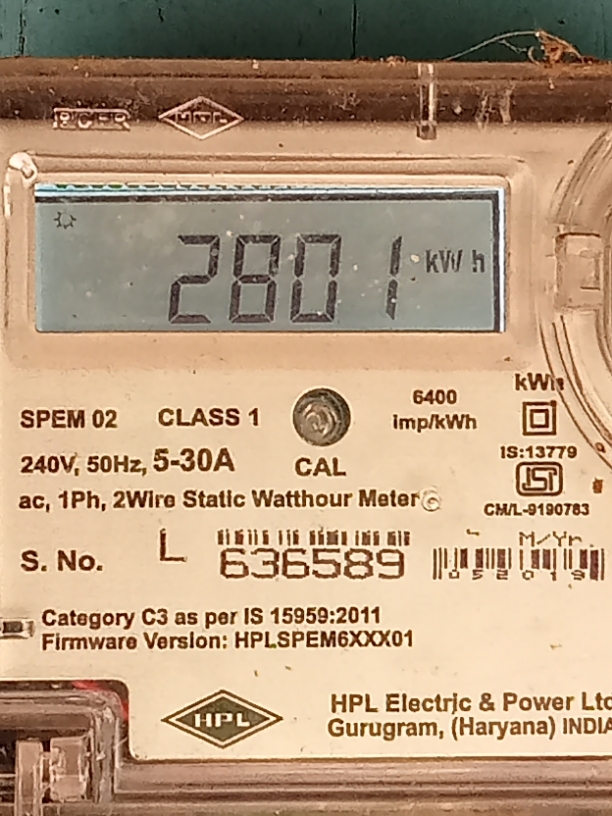 HPL
2801 kWh
SPEM 02 CLASS 1
6400
imp/kWh
kWh
240V, 50Hz, 5-30A
CAL
IS:13779
ac, 1Ph, 2Wire Static Watthour Meter
CM/L-9190783
S. No. L 636589
M/Yr.
052019
Category C3 as per IS 15959:2011
Firmware Version: HPLSPEM6XXX01
HPL
HPL Electric & Power Ltd
Gurugram, (Haryana) INDIA